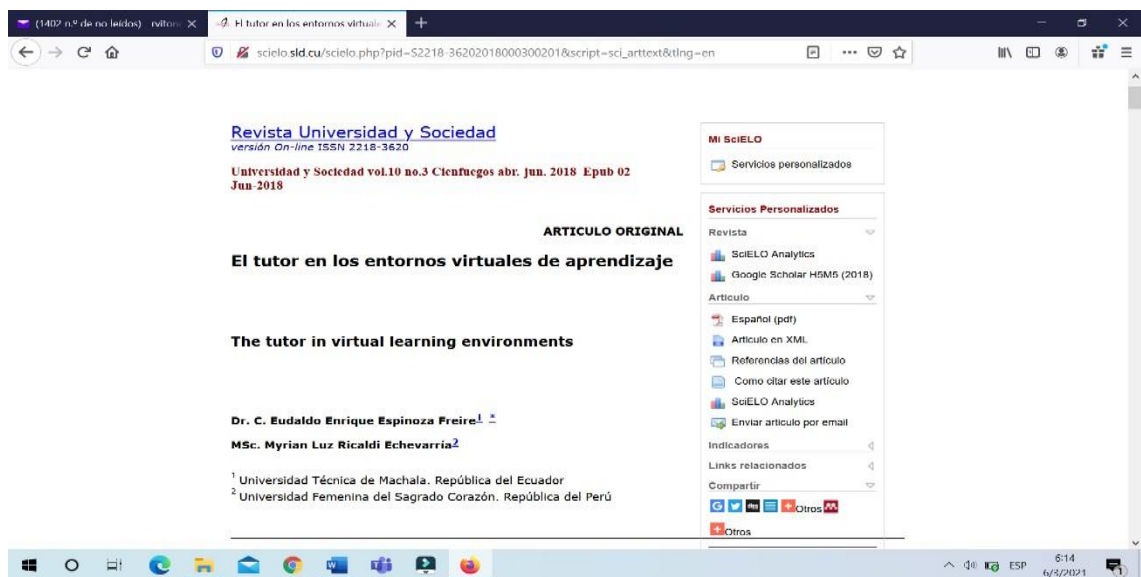 (1402 n.º de no leídos)
El tutor en los entornos virtuale
scielo.sld.cu/scielo.php?pid=S2218-36202018000300201&script=sci_arttext&tlng=en
Revista Universidad y Sociedad
versión On-line ISSN 2218-3620
Universidad y Sociedad vol.10 no.3 Cienfuegos abr. jun. 2018 Epub 02
Jun-2018
ARTICULO ORIGINAL
El tutor en los entornos virtuales de aprendizaje
The tutor in virtual learning environments
Dr. C. Eudaldo Enrique Espinoza Freire1 *
MSc. Myrian Luz Ricaldi Echevarria2
1 Universidad Técnica de Machala. República del Ecuador
2 Universidad Femenina del Sagrado Corazón. República del Perú
Mi SciELO
Servicios personalizados
Servicios Personalizados
Revista
SciELO Analytics
Google Scholar H5M5 (2018)
Articulo
Español (pdf)
Articulo en XML
Referencias del artículo
Como citar este artículo
SciELO Analytics
Enviar articulo por email
Indicadores
Links relacionados
Compartir
Otros
Otros
ESP
6:14
6/3/2021